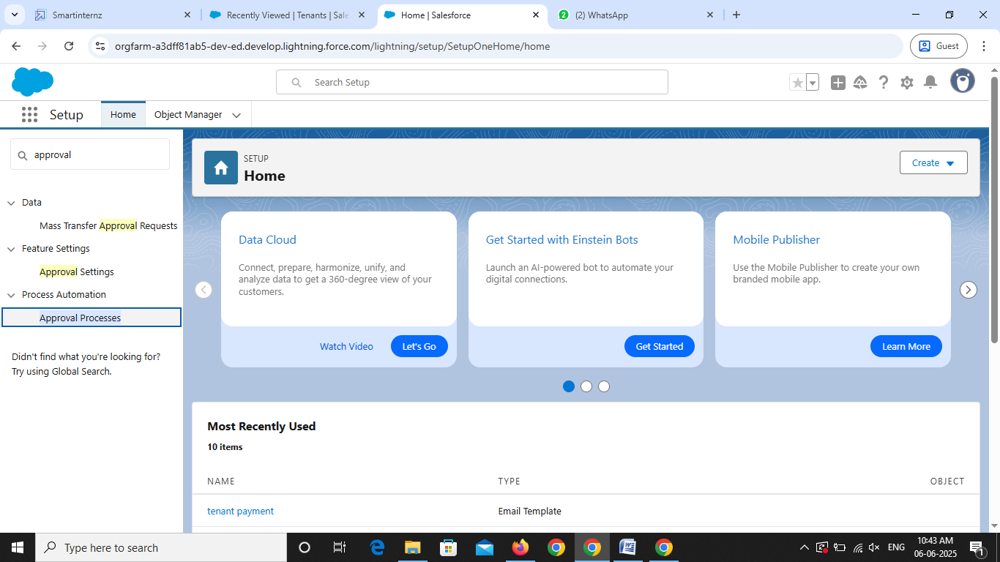 Smartinternz
Recently Viewed | Tenants | Sale
Home | Salesforce
2
(2) WhatsApp
orgfarm-a3dff81ab5-dev-ed.develop.lightning.force.com/lightning/setup/SetupOneHome/home
Guest
Search Setup
Setup
Home
Object Manager
approval
Data
Mass Transfer Approval Requests
Feature Settings
Approval Settings
Process Automation
Approval Processes
Didn't find what you're looking for?
Try using Global Search.
SETUP
Home
Create
Data Cloud
Connect, prepare, harmonize, unify, and
analyze data to get a 360-degree view of your
customers.
Watch Video
Let's Go
Get Started with Einstein Bots
Launch an AI-powered bot to automate your
digital connections.
Get Started
Mobile Publisher
Use the Mobile Publisher to create your own
branded mobile app.
Learn More
Most Recently Used
10 items
NAME TYPE OBJECT
tenant payment Email Template
Type here to search
ENG
10:43 AM
06-06-2025
1